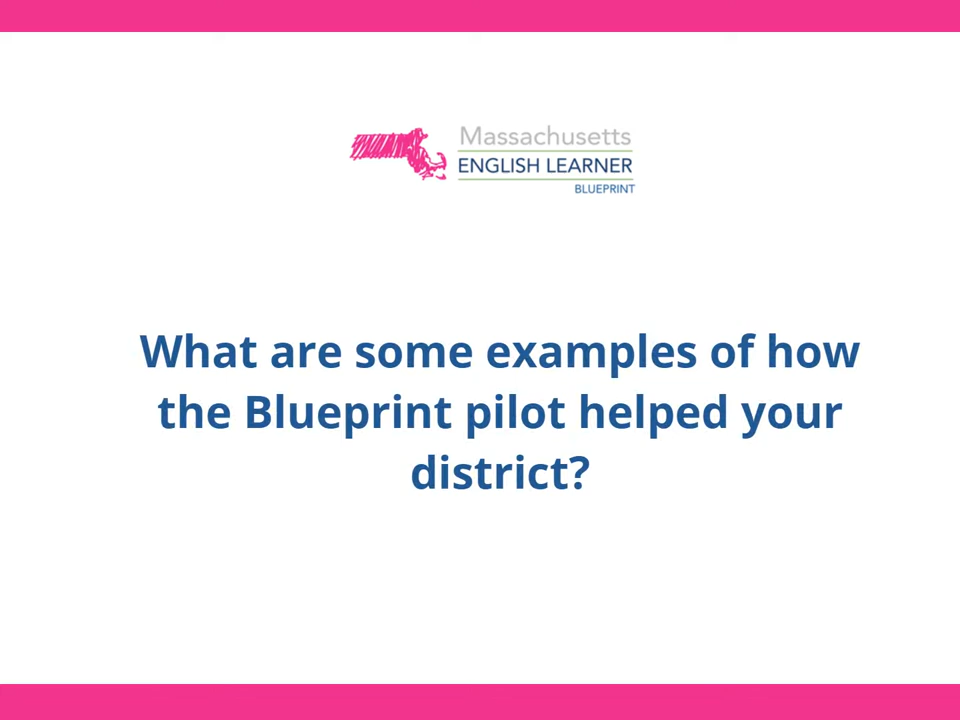 Massachusetts
ENGLISH LEARNER
BLUEPRINT
What are some examples of how
the Blueprint pilot helped your
district?